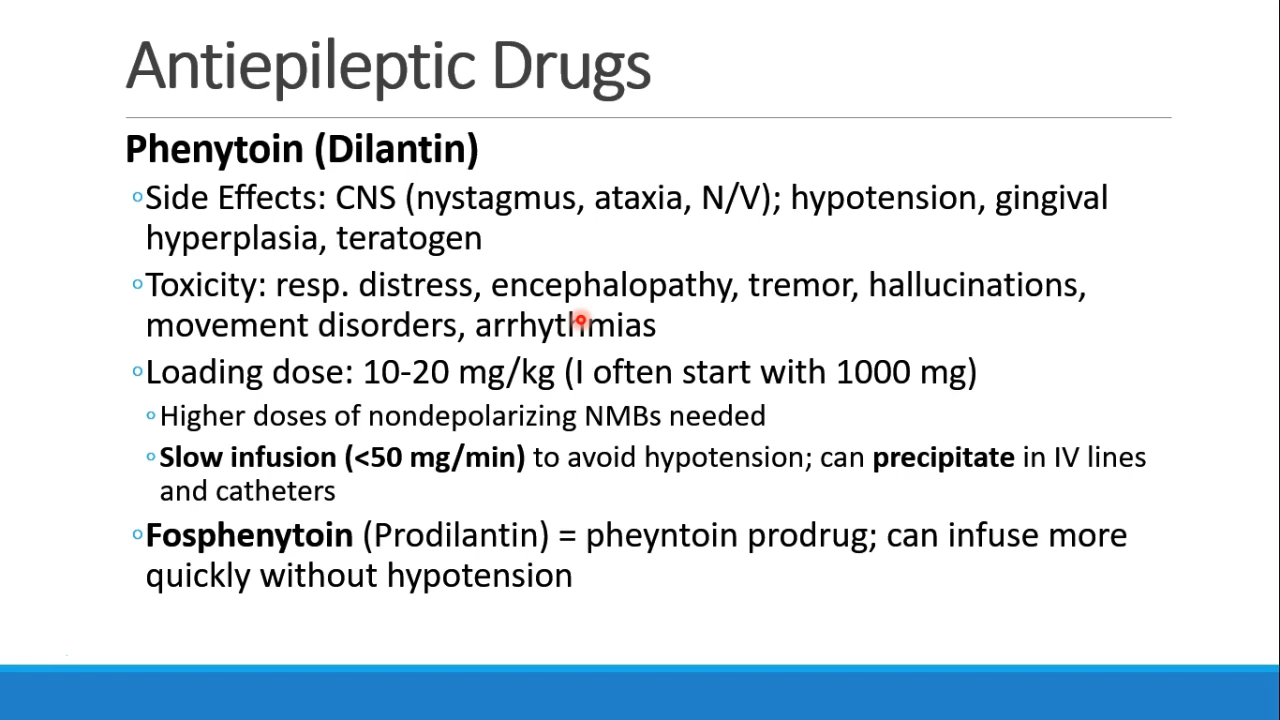 Antiepileptic Drugs
Phenytoin (Dilantin)
◦Side Effects: CNS (nystagmus, ataxia, N/V); hypotension, gingival
hyperplasia, teratogen
◦Toxicity: resp. distress, encephalopathy, tremor, hallucinations,
movement disorders, arrhythmias
◦Loading dose: 10-20 mg/kg (I often start with 1000 mg)
◦Higher doses of nondepolarizing NMBs needed
◦Slow infusion (<50 mg/min) to avoid hypotension; can precipitate in IV lines
and catheters
◦Fosphenytoin (Prodilantin) = pheyntoin prodrug; can infuse more
quickly without hypotension